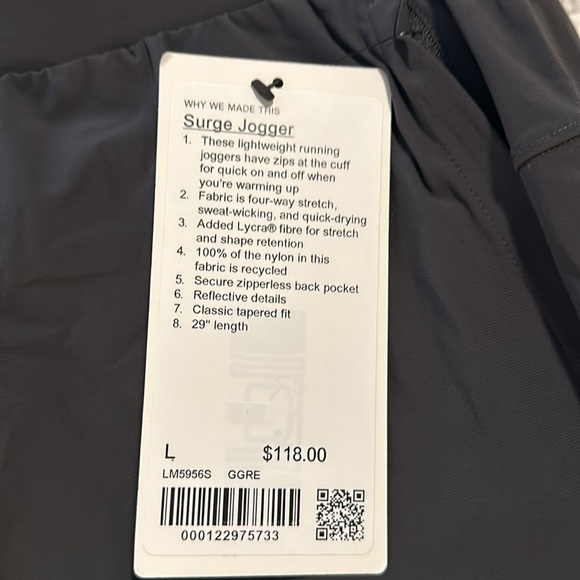 WHY WE MADE THIS
Surge Jogger
1. These lightweight running
joggers have zips at the cuff
for quick on and off when
you're warming up
2. Fabric is four-way stretch,
sweat-wicking, and quick-drying
3. Added Lycra® fibre for stretch
and shape retention
4. 100% of the nylon in this
fabric is recycled
5. Secure zipperless back pocket
6. Reflective details
7. Classic tapered fit
8. 29" length
L $118.00
LM5956S GGRE
000122975733